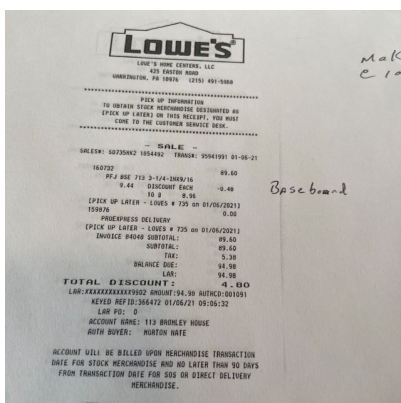 LOWE'S
LOWE'S HOME CENTERS, LLC
425 EASTON ROAD
WARRINGTON, PA 18976 (215) 491-5960
PICK UP INFORMATION
TO OBTAIN STOCK MERCHANDISE DESIGNATED AS
[PICK UP LATER] ON THIS RECEIPT, YOU MUST
COME TO THE CUSTOMER SERVICE DESK.
- SALE -
SALES#: S0735HX2 1654492 TRANS#: 95941991 01-06-21
160732 89.60
PFJ BSE 713 3-1/4-INX9/16
9.44 DISCOUNT EACH -0.48
10 @ 8.96
[PICK UP LATER - LOWES # 735 on 01/06/2021]
159876 0.00
PROEXPRESS DELIVERY
[PICK UP LATER - LOWES # 735 on 01/06/2021]
INVOICE 84048 SUBTOTAL: 89.60
SUBTOTAL: 89.60
TAX: 5.38
BALANCE DUE: 94.98
LAR: 94.98
TOTAL DISCOUNT: 4.80
LAR:XXXXXXXXXXXX9902 AMOUNT:94.98 AUTHCD:001091
KEYED REFID:366472 01/06/21 09:06:32
LAR PO: 0
ACCOUNT NAME: 113 BROMLEY HOUSE
AUTH BUYER: HORTON NATE
ACCOUNT WILL BE BILLED UPON MERCHANDISE TRANSACTION
DATE FOR STOCK MERCHANDISE AND NO LATER THAN 90 DAYS
FROM TRANSACTION DATE FOR SOS OR DIRECT DELIVERY
MERCHANDISE.
Baseboard